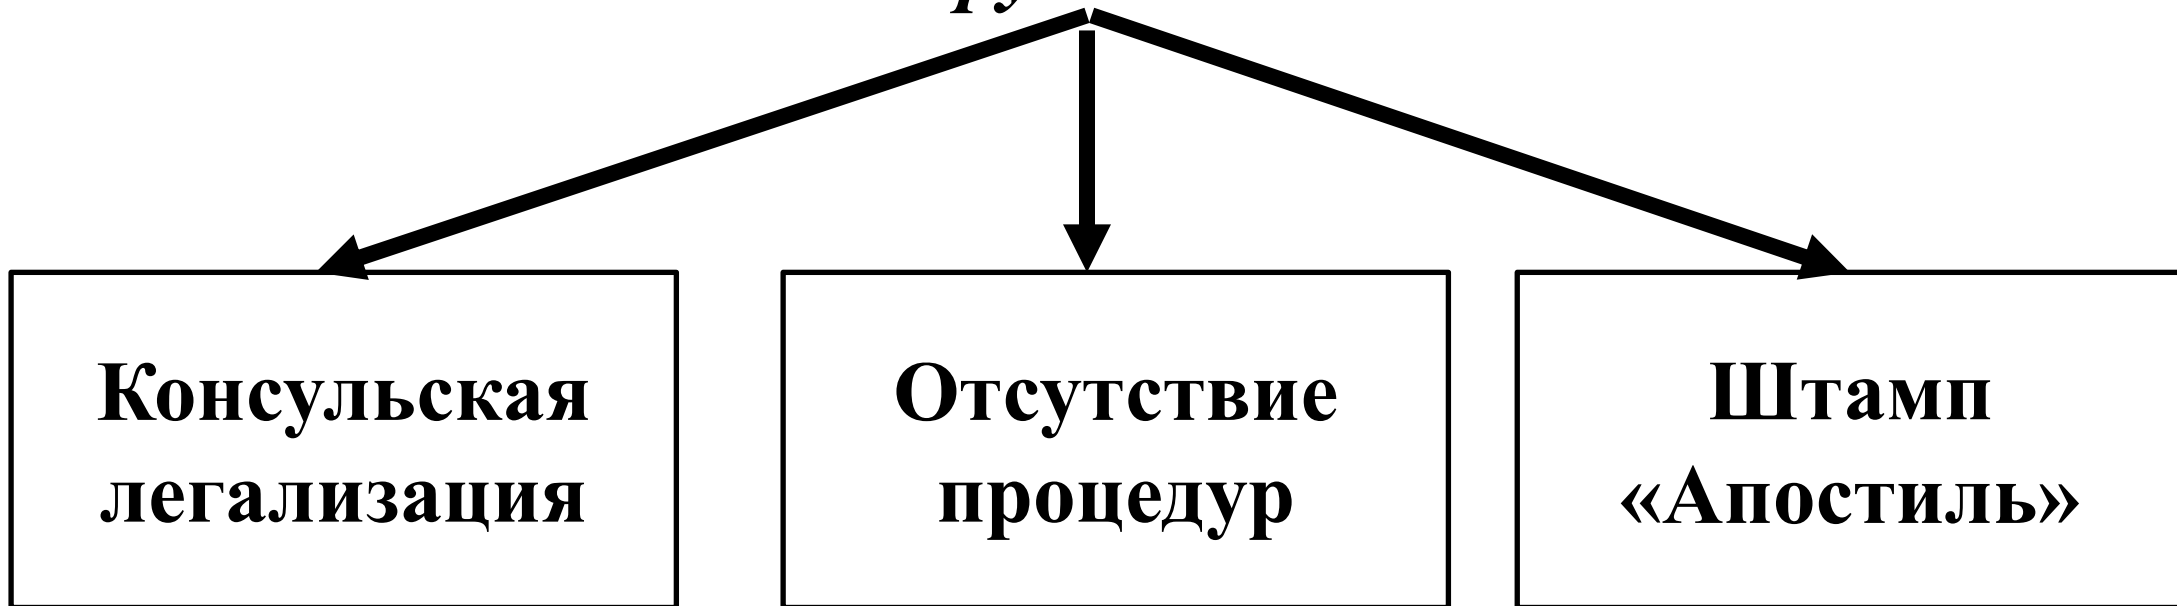 Консульская
легализация
Отсутствие
процедур
Штамп
«Апостиль»